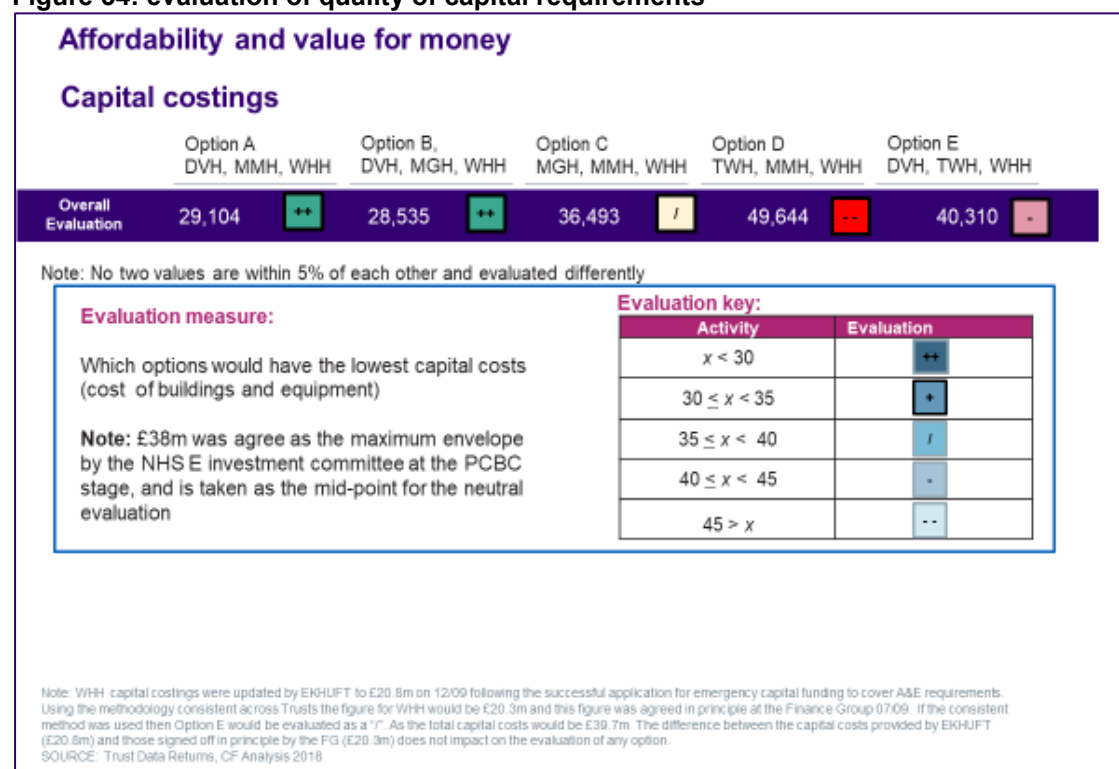 Figure 34: evaluation of quality of capital requirements
Affordability and value for money
Capital costings
Option A
DVH, MMH, WHH
Option B,
DVH, MGH, WHH
Option C
MGH, MMH, WHH
Option D
TWH, MMH, WHH
Option E
DVH, TWH, WHH
Overall
Evaluation
29,104 ++ 28,535 ++ 36,493 / 49,644 -- 40,310 -
Note: No two values are within 5% of each other and evaluated differently
Evaluation measure:
Which options would have the lowest capital costs
(cost of buildings and equipment)
Note: £38m was agree as the maximum envelope
by the NHS E investment committee at the PCBC
stage, and is taken as the mid-point for the neutral
evaluation
Evaluation key:
Activity Evaluation
x < 30 ++
30 ≤ x < 35 +
35 ≤ x < 40 /
40 ≤ x < 45 -
45 > x --
Note: WHH capital costings were updated by EKHUFT to £20.8m on 12/09 following the successful application for emergency capital funding to cover A&E requirements.
Using the methodology consistent across Trusts the figure for WHH would be £20.3m and this figure was agreed in principle at the Finance Group 07/09. If the consistent
method was used then Option E would be evaluated as a "/". As the total capital costs would be £39.7m. The difference between the capital costs provided by EKHUFT
(£20.8m) and those signed off in principle by the FG (£20.3m) does not impact on the evaluation of any option.
SOURCE: Trust Data Returns, CF Analysis 2018